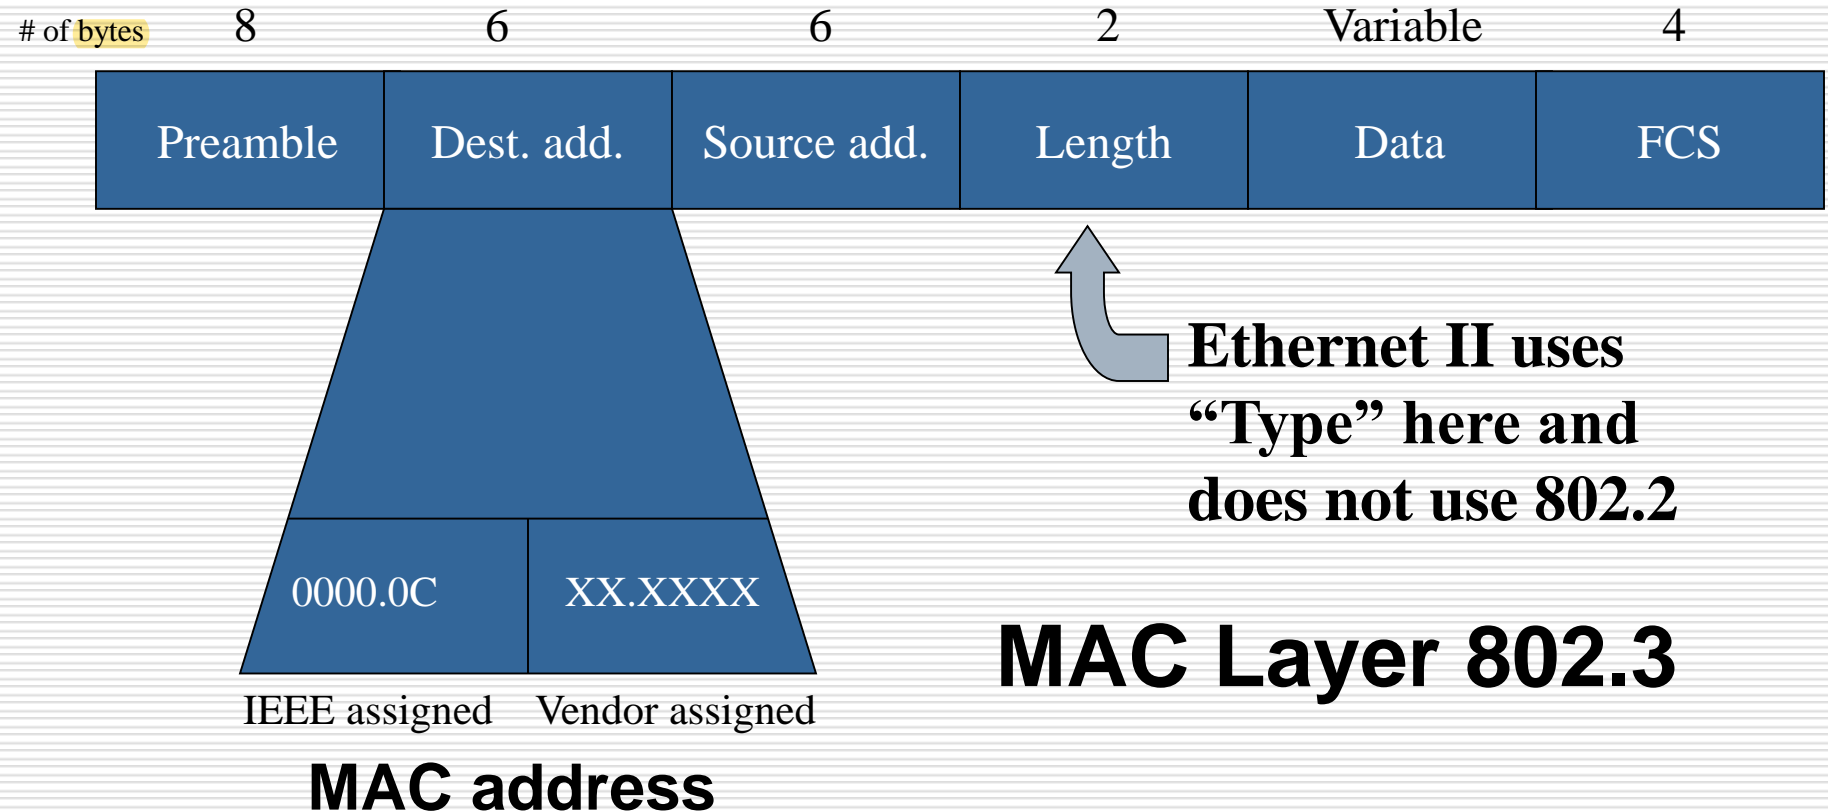 # of bytes 8 6 6 2 Variable 4
Preamble Dest. add. Source add. Length Data FCS
Ethernet II uses
“Type” here and
does not use 802.2
0000.0C XX.XXXX
MAC Layer 802.3
IEEE assigned Vendor assigned
MAC address